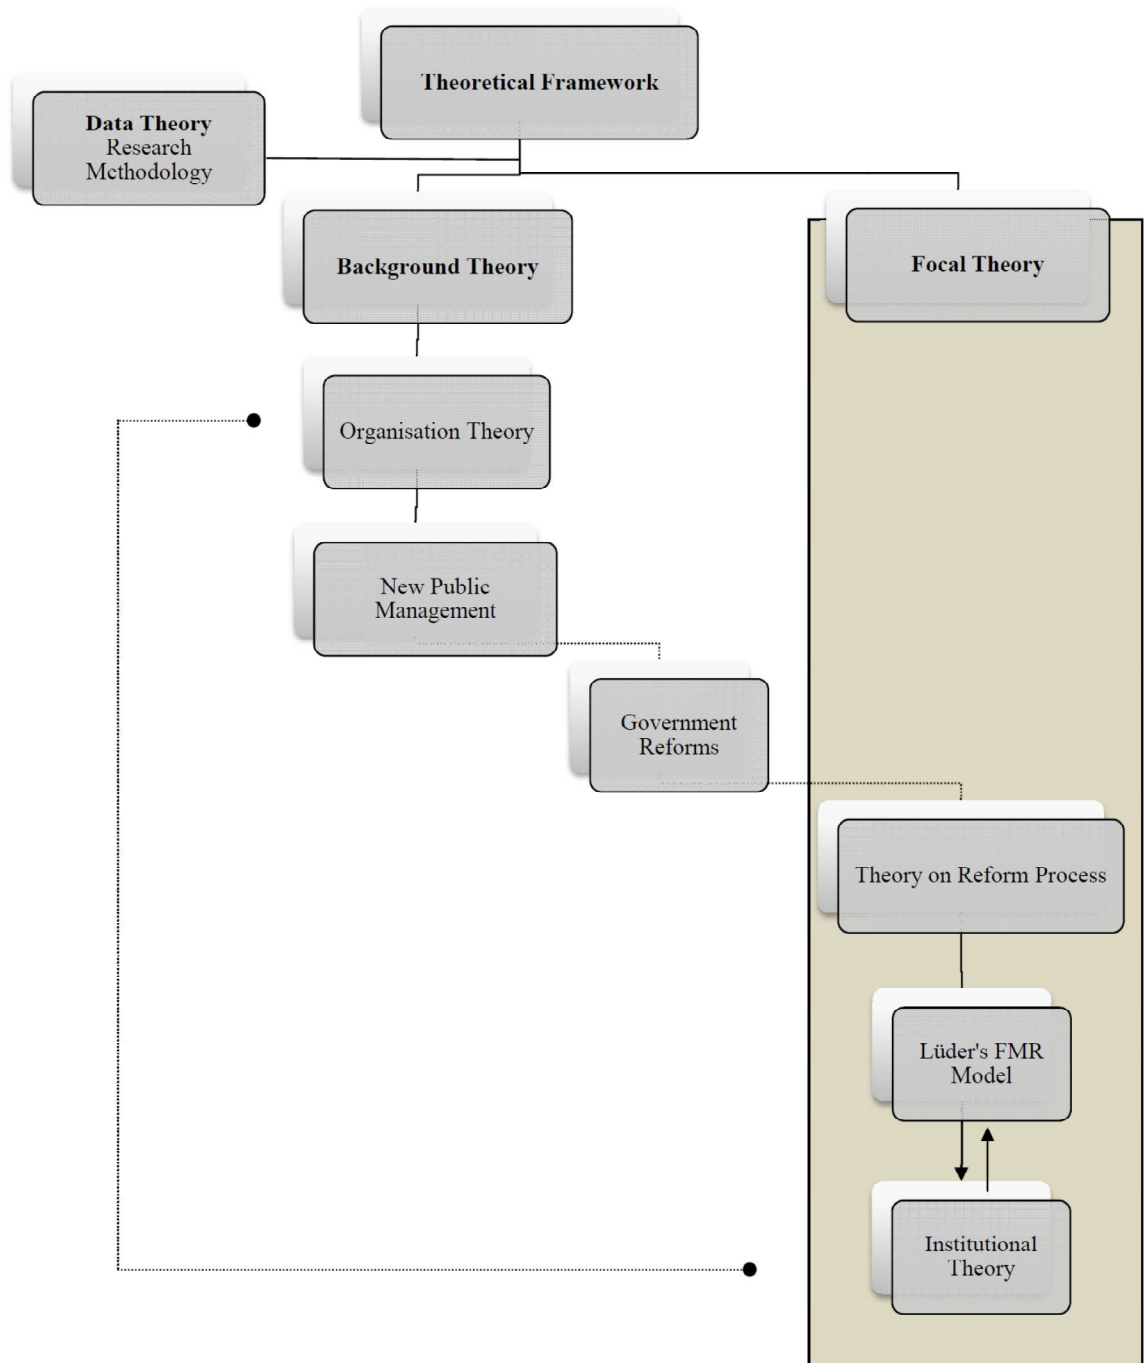 Theoretical Framework
Data Theory
Research
Methodology
Background Theory
Focal Theory
Organisation Theory
New Public
Management
Government
Reforms
Theory on Reform Process
Lüder's FMR
Model
Institutional
Theory